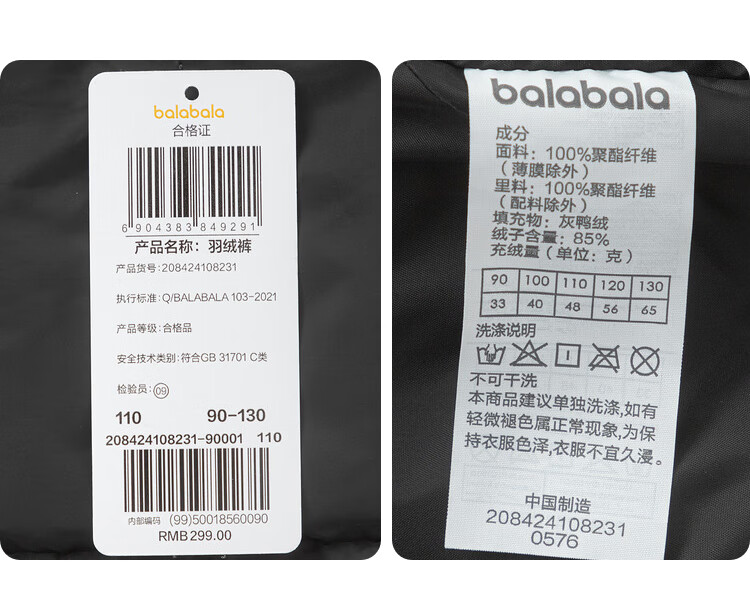 balabala
合格证
6 904383 849291
产品名称：羽绒裤
产品货号：208424108231
执行标准：Q/BALABALA 103-2021
产品等级：合格品
安全技术类别：符合GB 31701 C类
检验员：09
110 90-130
208424108231-90001 110
内部编码 (99)50018560090
RMB299.00
balabala
成分
面料：100%聚酯纤维
（薄膜除外）
里料：100%聚酯纤维
（配料除外）
填充物：灰鸭绒
绒子含量：85%
充绒量（单位：克）
90 100 110 120 130
33 40 48 56 65
洗涤说明
不可干洗
本商品建议单独洗涤,如有
轻微褪色属正常现象,为保
持衣服色泽,衣服不宜久浸。
中国制造
208424108231
0576